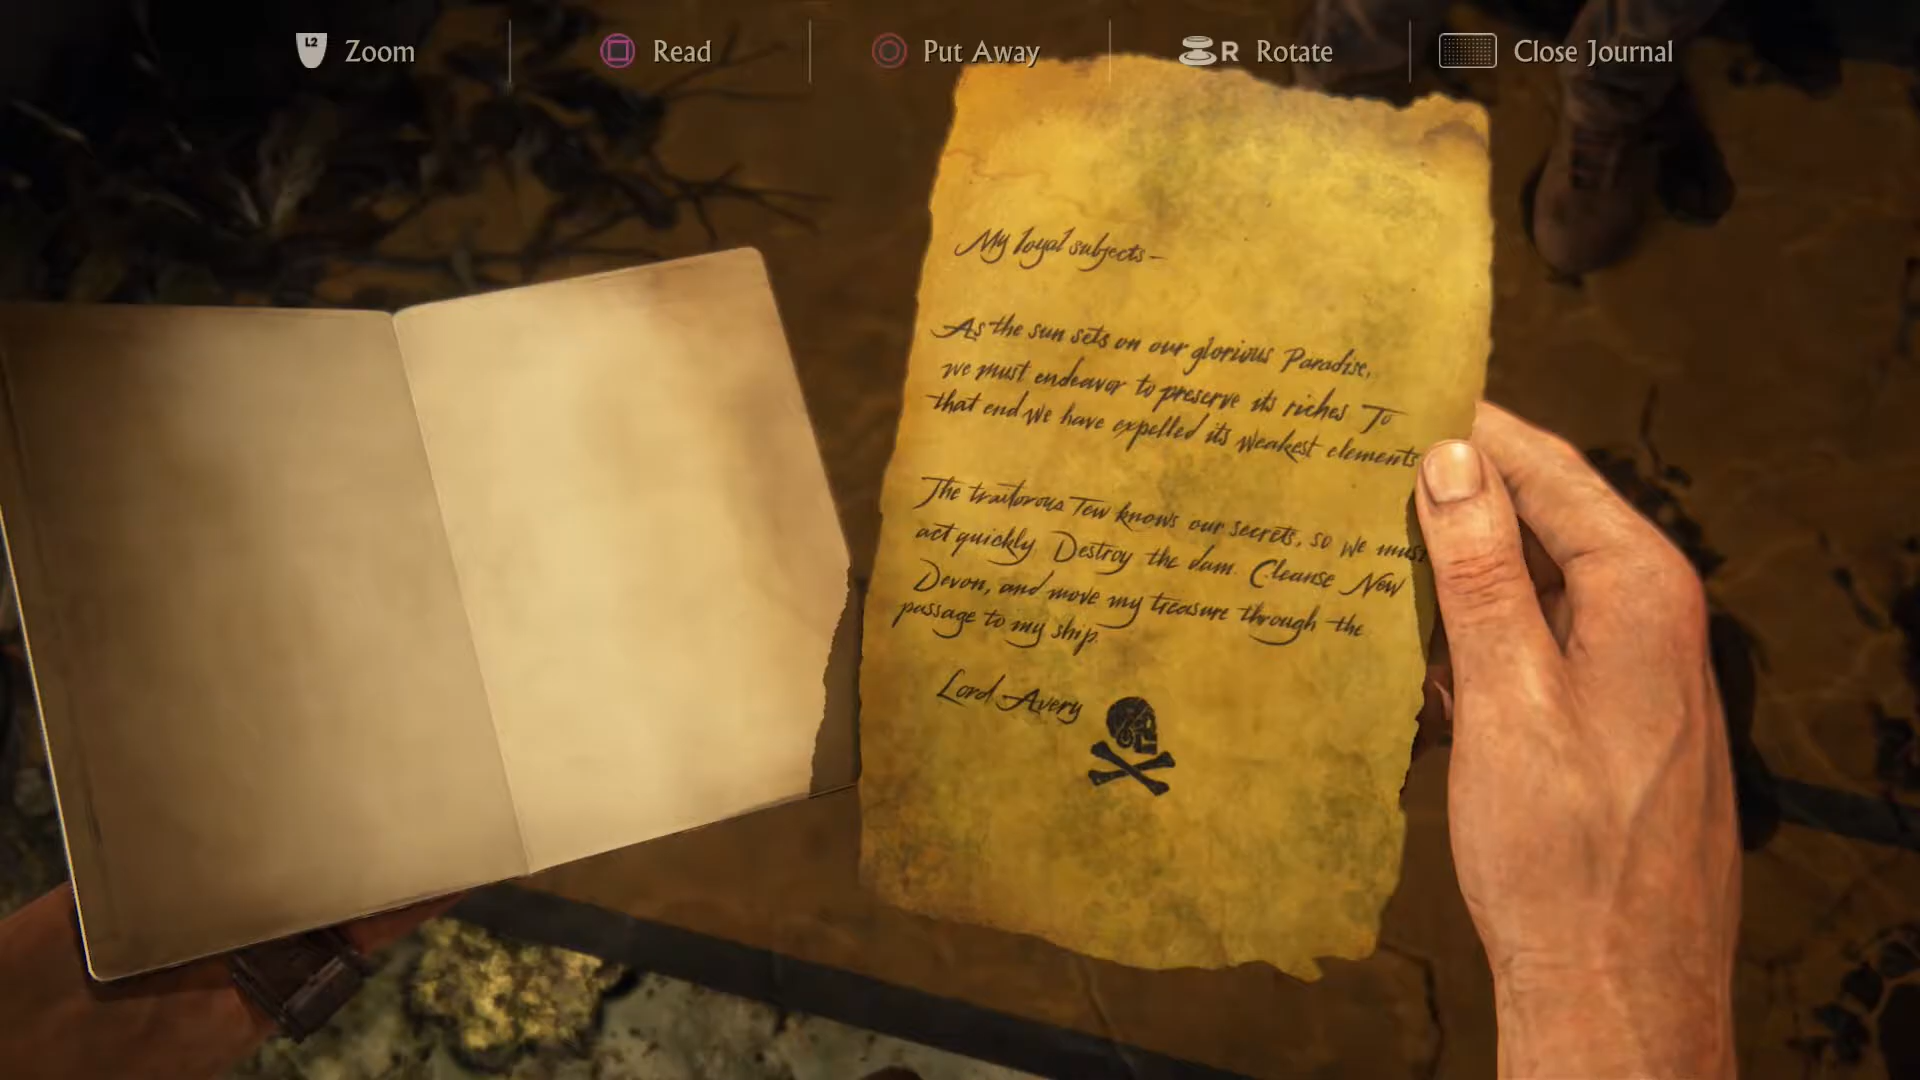 L2 Zoom
Read
Put Away
R Rotate
Close Journal
My loyal subjects-
As the sun sets on our glorious Paradise,
we must endeavor to preserve its riches To
that end we have expelled its weakest elements
The traitorous Tew knows our secrets, so we must
act quickly. Destroy the dam. Cleanse New
Devon, and move my treasure through the
passage to my ship.
Lord Avery